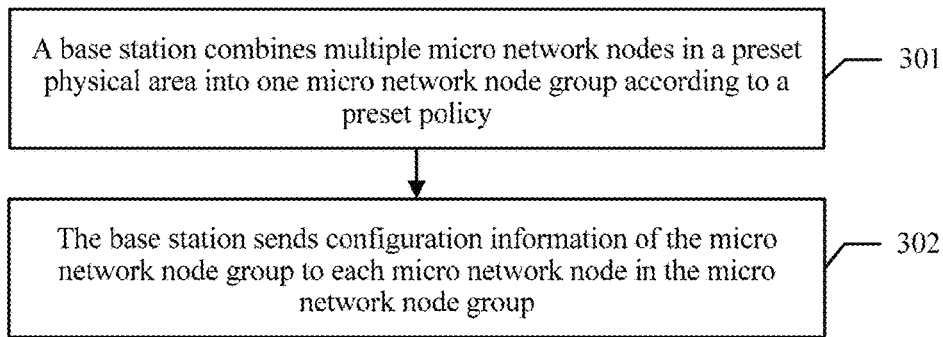 A base station combines multiple micro network nodes in a preset
physical area into one micro network node group according to a
preset policy
301
The base station sends configuration information of the micro
network node group to each micro network node in the micro
network node group
302